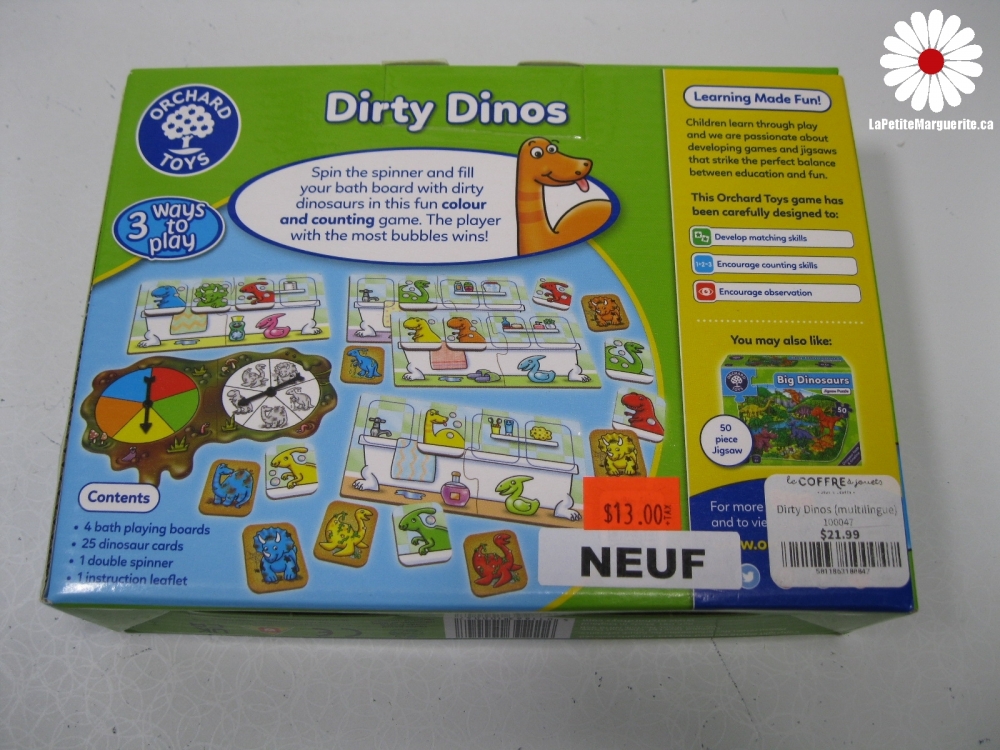 LaPetiteMarguerite.ca
ORCHARD
TOYS
Dirty Dinos
Spin the spinner and fill
your bath board with dirty
dinosaurs in this fun colour
and counting game. The player
with the most bubbles wins!
3 ways
to
play
Contents
• 4 bath playing boards
• 25 dinosaur cards
• 1 double spinner
• 1 instruction leaflet
Learning Made Fun!
Children learn through play
and we are passionate about
developing games and jigsaws
that strike the perfect balance
between education and fun.
This Orchard Toys game has
been carefully designed to:
Develop matching skills
1+2=3 Encourage counting skills
Encourage observation
You may also like:
Big Dinosaurs
50
50
piece
Jigsaw
For more
and to vie
w.o
$13.00+TAX
NEUF
le COFFRE à jouets
Dirty Dinos (multilingue)
100047
$21.99